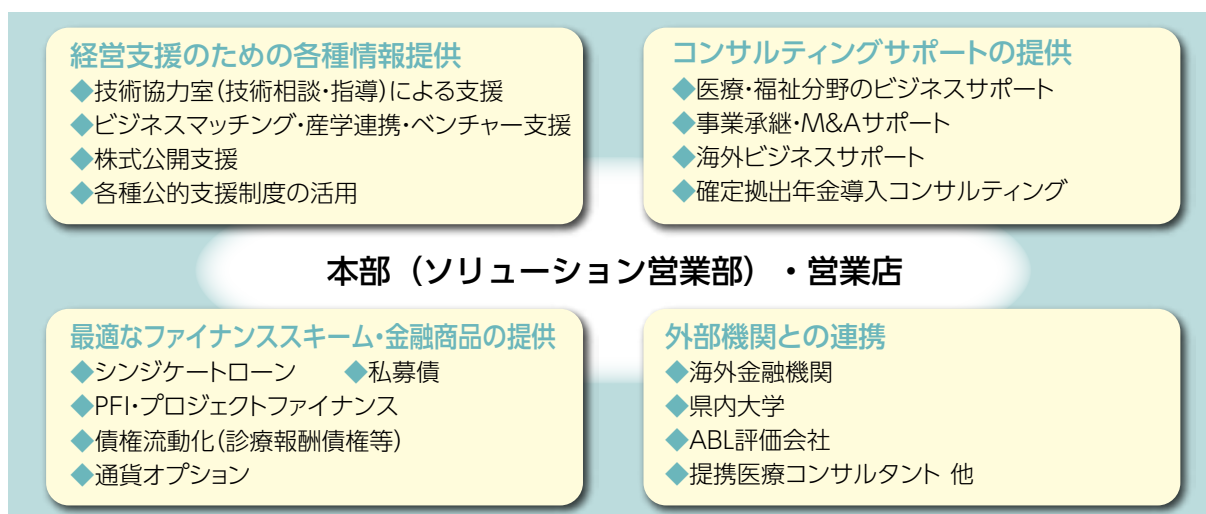 経営支援のための各種情報提供
◆技術協力室(技術相談・指導)による支援
◆ビジネスマッチング・産学連携・ベンチャー支援
◆株式公開支援
◆各種公的支援制度の活用
コンサルティングサポートの提供
◆医療・福祉分野のビジネスサポート
◆事業承継・M&Aサポート
◆海外ビジネスサポート
◆確定拠出年金導入コンサルティング
本部（ソリューション営業部）・営業店
最適なファイナンススキーム・金融商品の提供
◆シンジケートローン ◆私募債
◆PFI・プロジェクトファイナンス
◆債権流動化(診療報酬債権等)
◆通貨オプション
外部機関との連携
◆海外金融機関
◆県内大学
◆ABL評価会社
◆提携医療コンサルタント 他